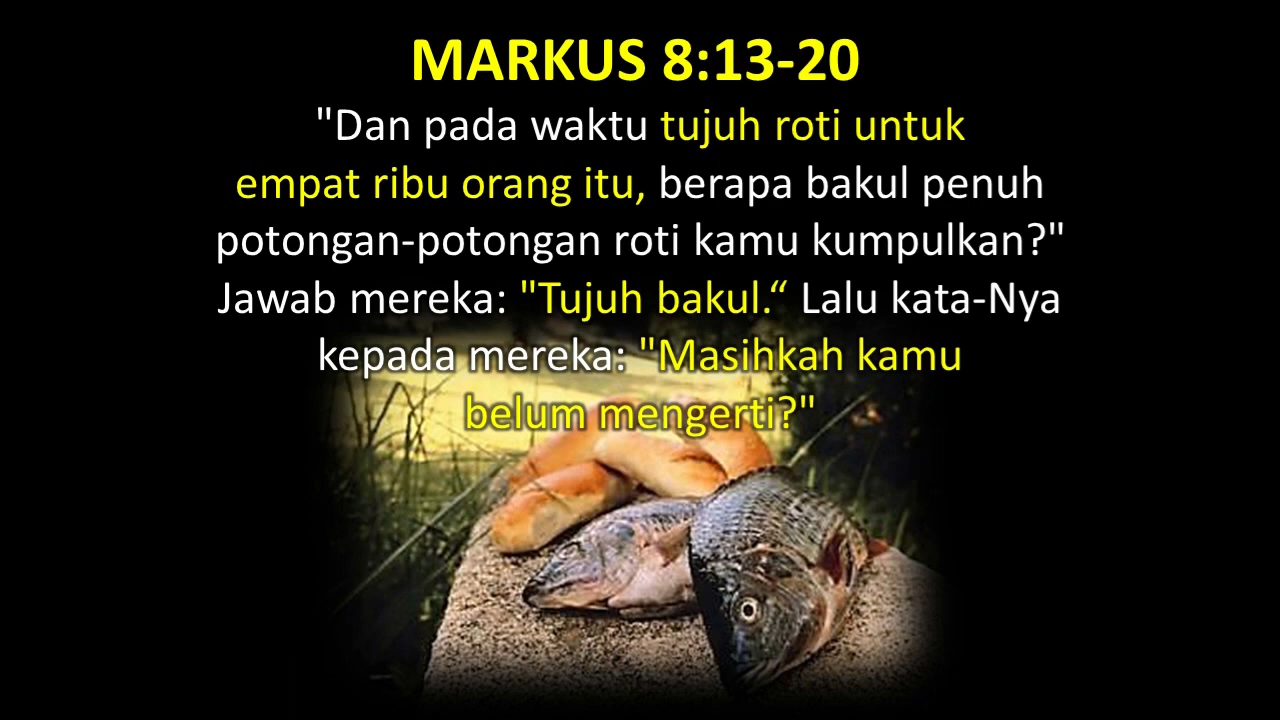 MARKUS 8:13-20
"Dan pada waktu tujuh roti untuk
empat ribu orang itu, berapa bakul penuh
potongan-potongan roti kamu kumpulkan?"
Jawab mereka: "Tujuh bakul.“ Lalu kata-Nya
kepada mereka: "Masihkah kamu
belum mengerti?"